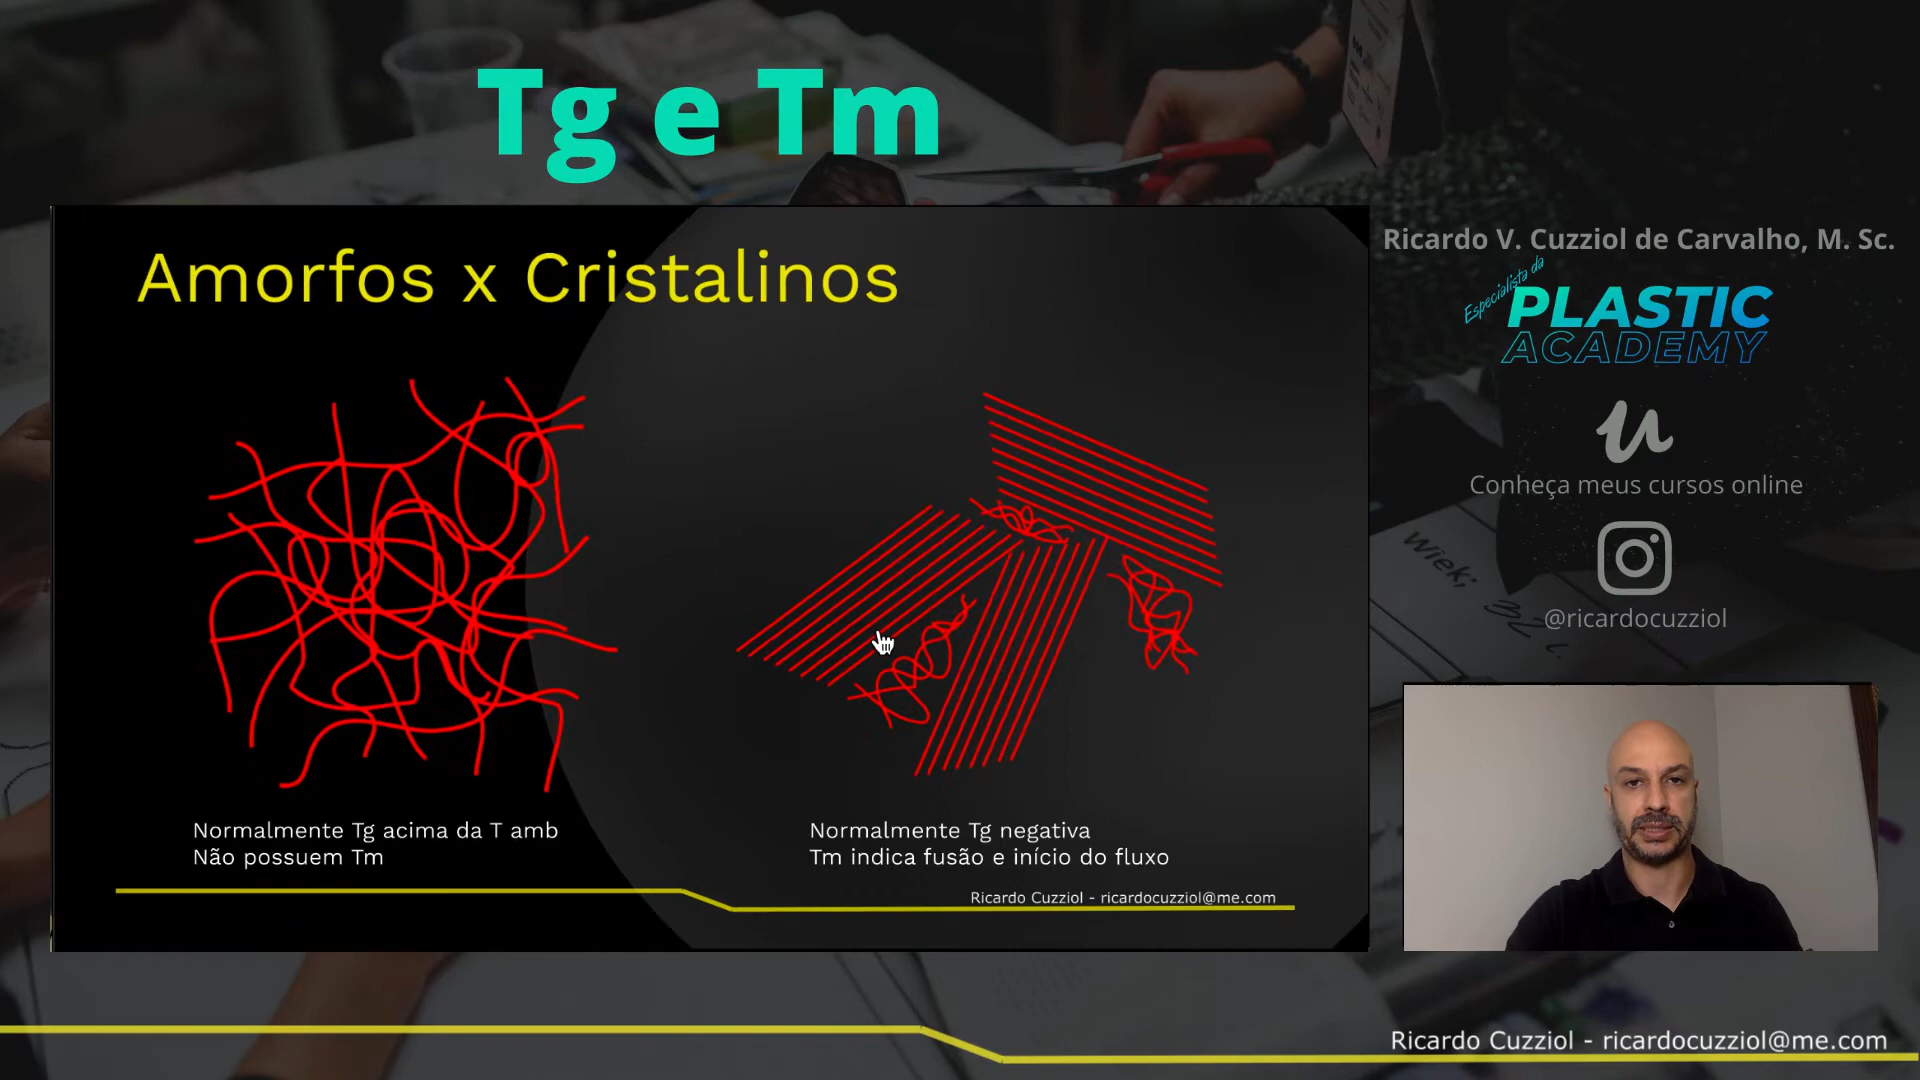 Tg e Tm
Amorfos x Cristalinos
Normalmente Tg acima da T amb
Não possuem Tm
Normalmente Tg negativa
Tm indica fusão e início do fluxo
Ricardo Cuzziol - ricardocuzziol@me.com
Ricardo V. Cuzziol de Carvalho, M. Sc.
Especialista da
PLASTIC
ACADEMY
u
Conheça meus cursos online
@ricardocuzziol
Wiek;
Ricardo Cuzziol - ricardocuzziol@me.com